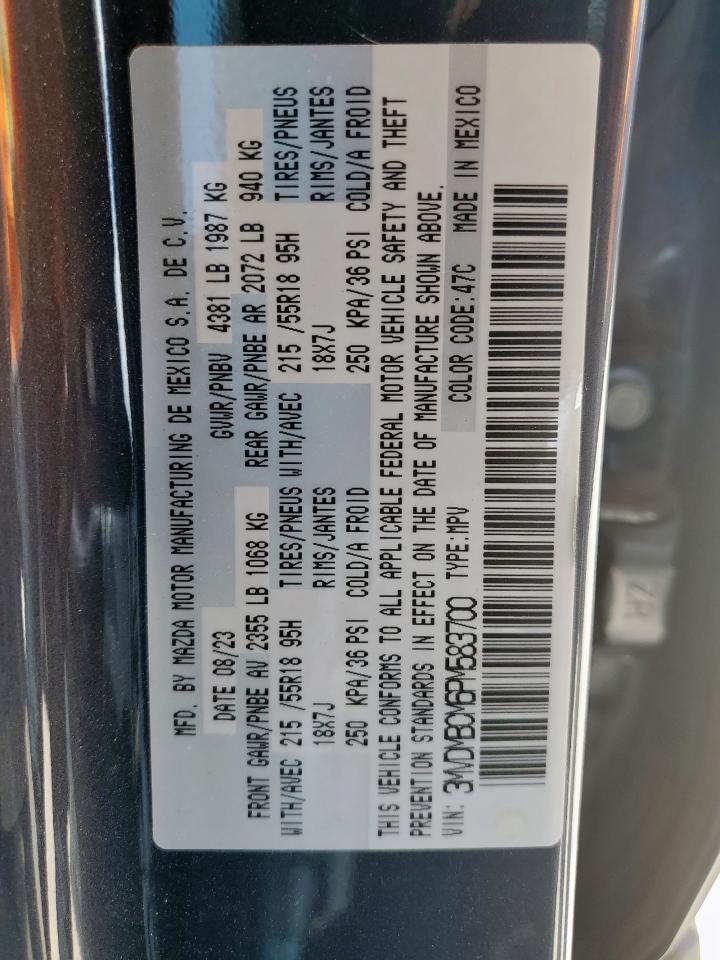 MFD. BY MAZDA MOTOR MANUFACTURING DE MEXICO S.A. DE C.V.
DATE 08/23 GVWR/PNBV 4381 LB 1987 KG
FRONT GAWR/PNBE AV 2355 LB 1068 KG REAR GAWR/PNBE AR 2072 LB 940 KG
WITH/AVEC 215 /55R18 95H TIRES/PNEUS WITH/AVEC 215 /55R18 95H TIRES/PNEUS
18X7J RIMS/JANTES 18X7J RIMS/JANTES
250 KPA/36 PSI COLD/A FROID 250 KPA/36 PSI COLD/A FROID
THIS VEHICLE CONFORMS TO ALL APPLICABLE FEDERAL MOTOR VEHICLE SAFETY AND THEFT
PREVENTION STANDARDS IN EFFECT ON THE DATE OF MANUFACTURE SHOWN ABOVE.
VIN: 3MVDMBCM6PM583700 TYPE:MPV COLOR CODE:47C MADE IN MEXICO